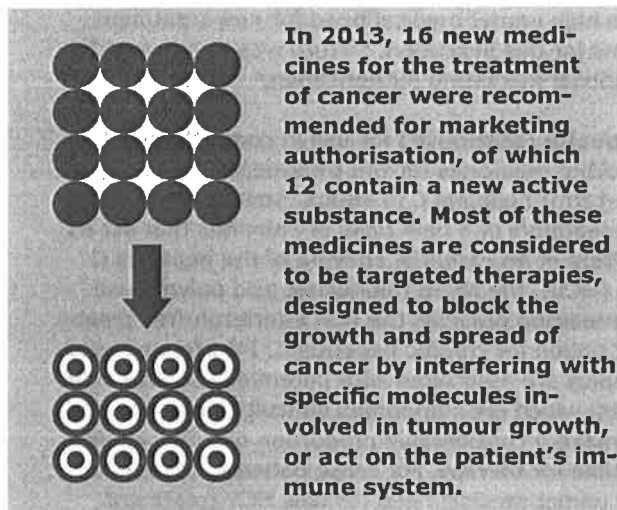 In 2013, 16 new medi-
cines for the treatment
of cancer were recom-
mended for marketing
authorisation, of which
12 contain a new active
substance. Most of these
medicines are considered
to be targeted therapies,
designed to block the
growth and spread of
cancer by interfering with
specific molecules in-
volved in tumour growth,
or act on the patient's im-
mune system.